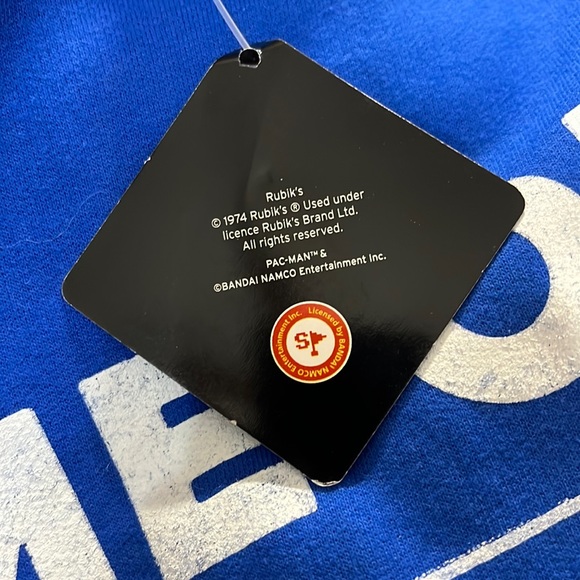 Rubik's
© 1974 Rubik's ® Used under
licence Rubik's Brand Ltd.
All rights reserved.
PAC-MAN™ &
©BANDAI NAMCO Entertainment Inc.
Licensed by BANDAI NAMCO Entertainment Inc.
ME O